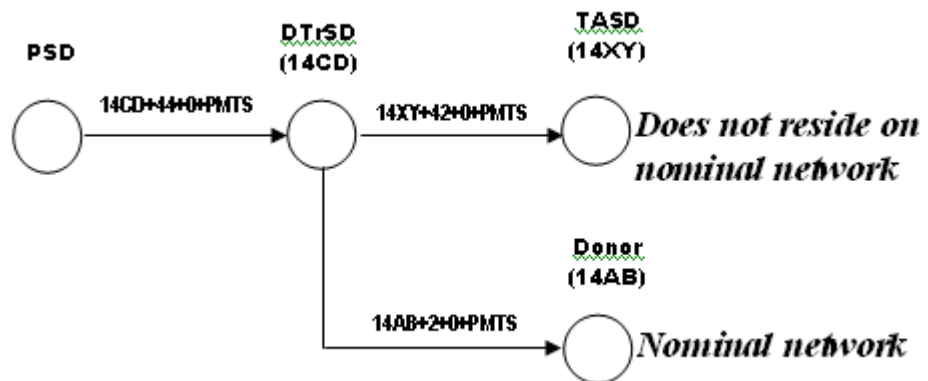 PSD
DTrSD
(14CD)
TASD
(14XY)
14CD+44+0+PMTS
14XY+42+0+PMTS
Does not reside on
nominal network
Donor
(14AB)
14AB+2+0+PMTS
Nominal network